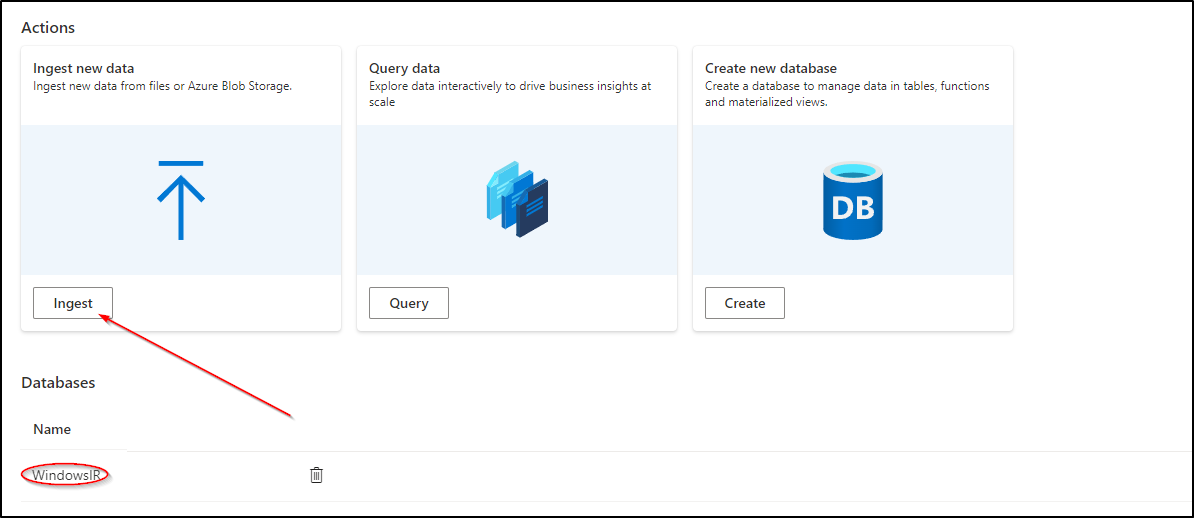 Actions
Ingest new data
Ingest new data from files or Azure Blob Storage.
Ingest
Query data
Explore data interactively to drive business insights at
scale
Query
Create new database
Create a database to manage data in tables, functions
and materialized views.
DB
Create
Databases
Name
WindowsIR